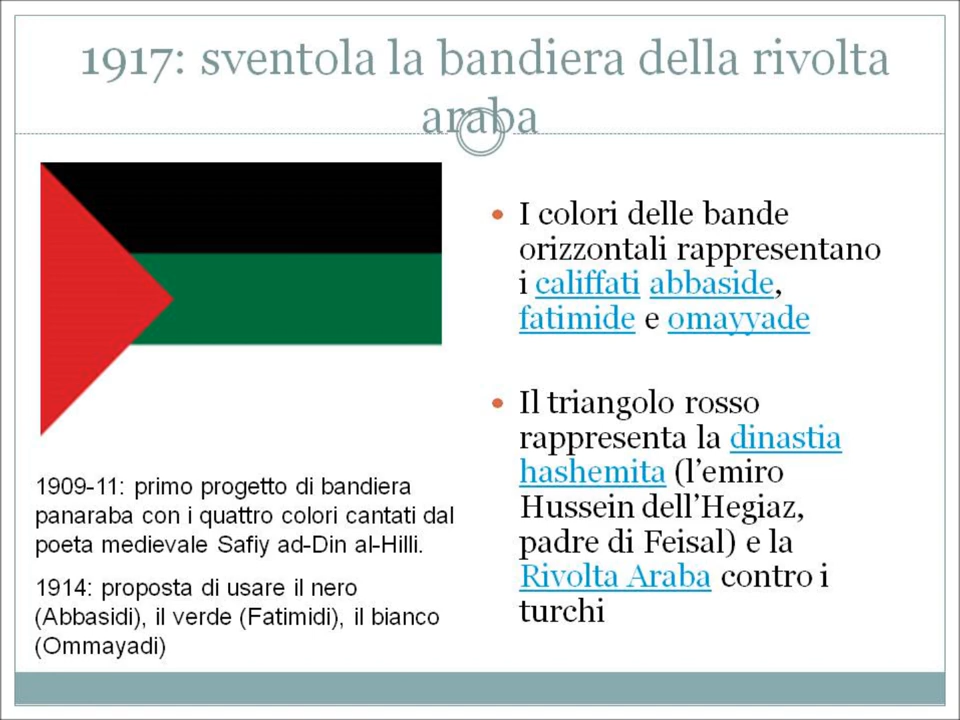 1917: sventola la bandiera della rivolta
araba
• I colori delle bande
orizzontali rappresentano
i califfati abbaside,
fatimide e omayyade
• Il triangolo rosso
rappresenta la dinastia
hashemita (l’emiro
Hussein dell’Hegiaz,
padre di Feisal) e la
Rivolta Araba contro i
turchi
1909-11: primo progetto di bandiera
panaraba con i quattro colori cantati dal
poeta medievale Safiy ad-Din al-Hilli.
1914: proposta di usare il nero
(Abbasidi), il verde (Fatimidi), il bianco
(Ommayadi)